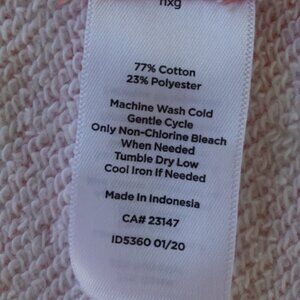 nxg
77% Cotton
23% Polyester
Machine Wash Cold
Gentle Cycle
Only Non-Chlorine Bleach
When Needed
Tumble Dry Low
Cool Iron If Needed
Made in Indonesia
CA# 23147
ID5360 01/20